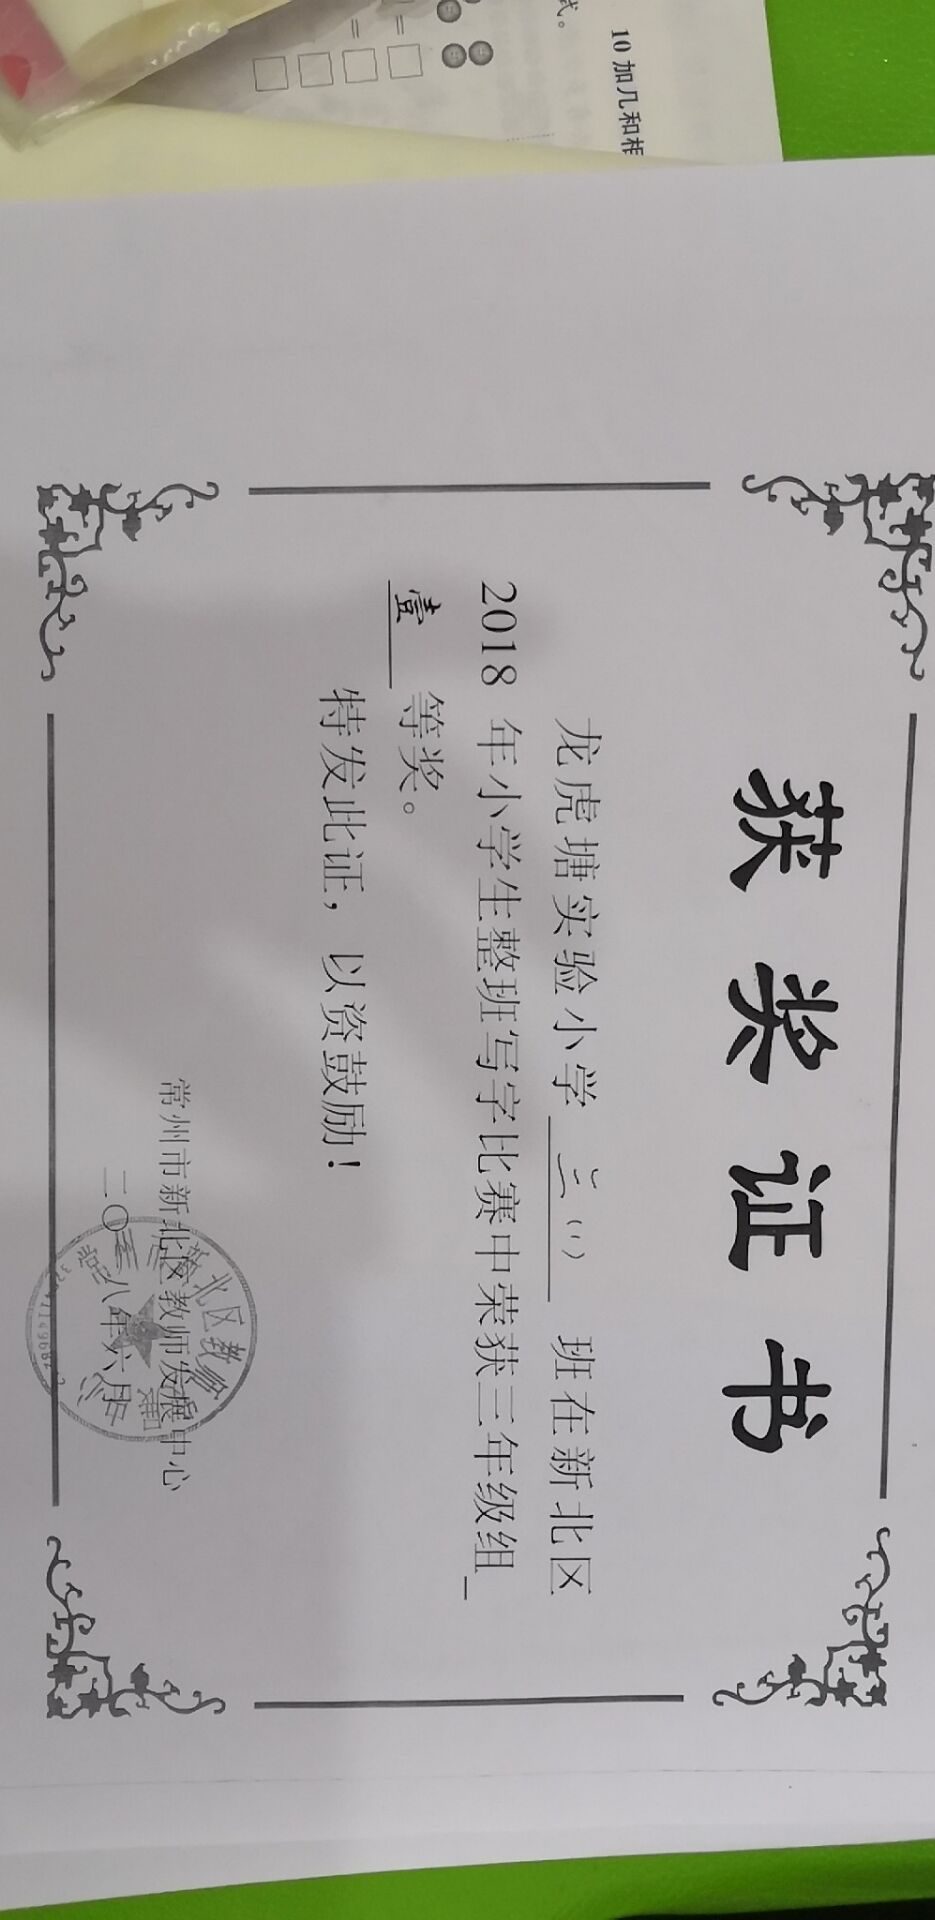 10加几和相
式。
= □ □
= □ □
获奖证书
龙虎塘实验小学 三(1) 班在新北区
2018 年小学生整班写字比赛中荣获三年级组
壹 等奖。
特发此证，以资鼓励！
常州市新北区教师发展中心
二〇一八年六月